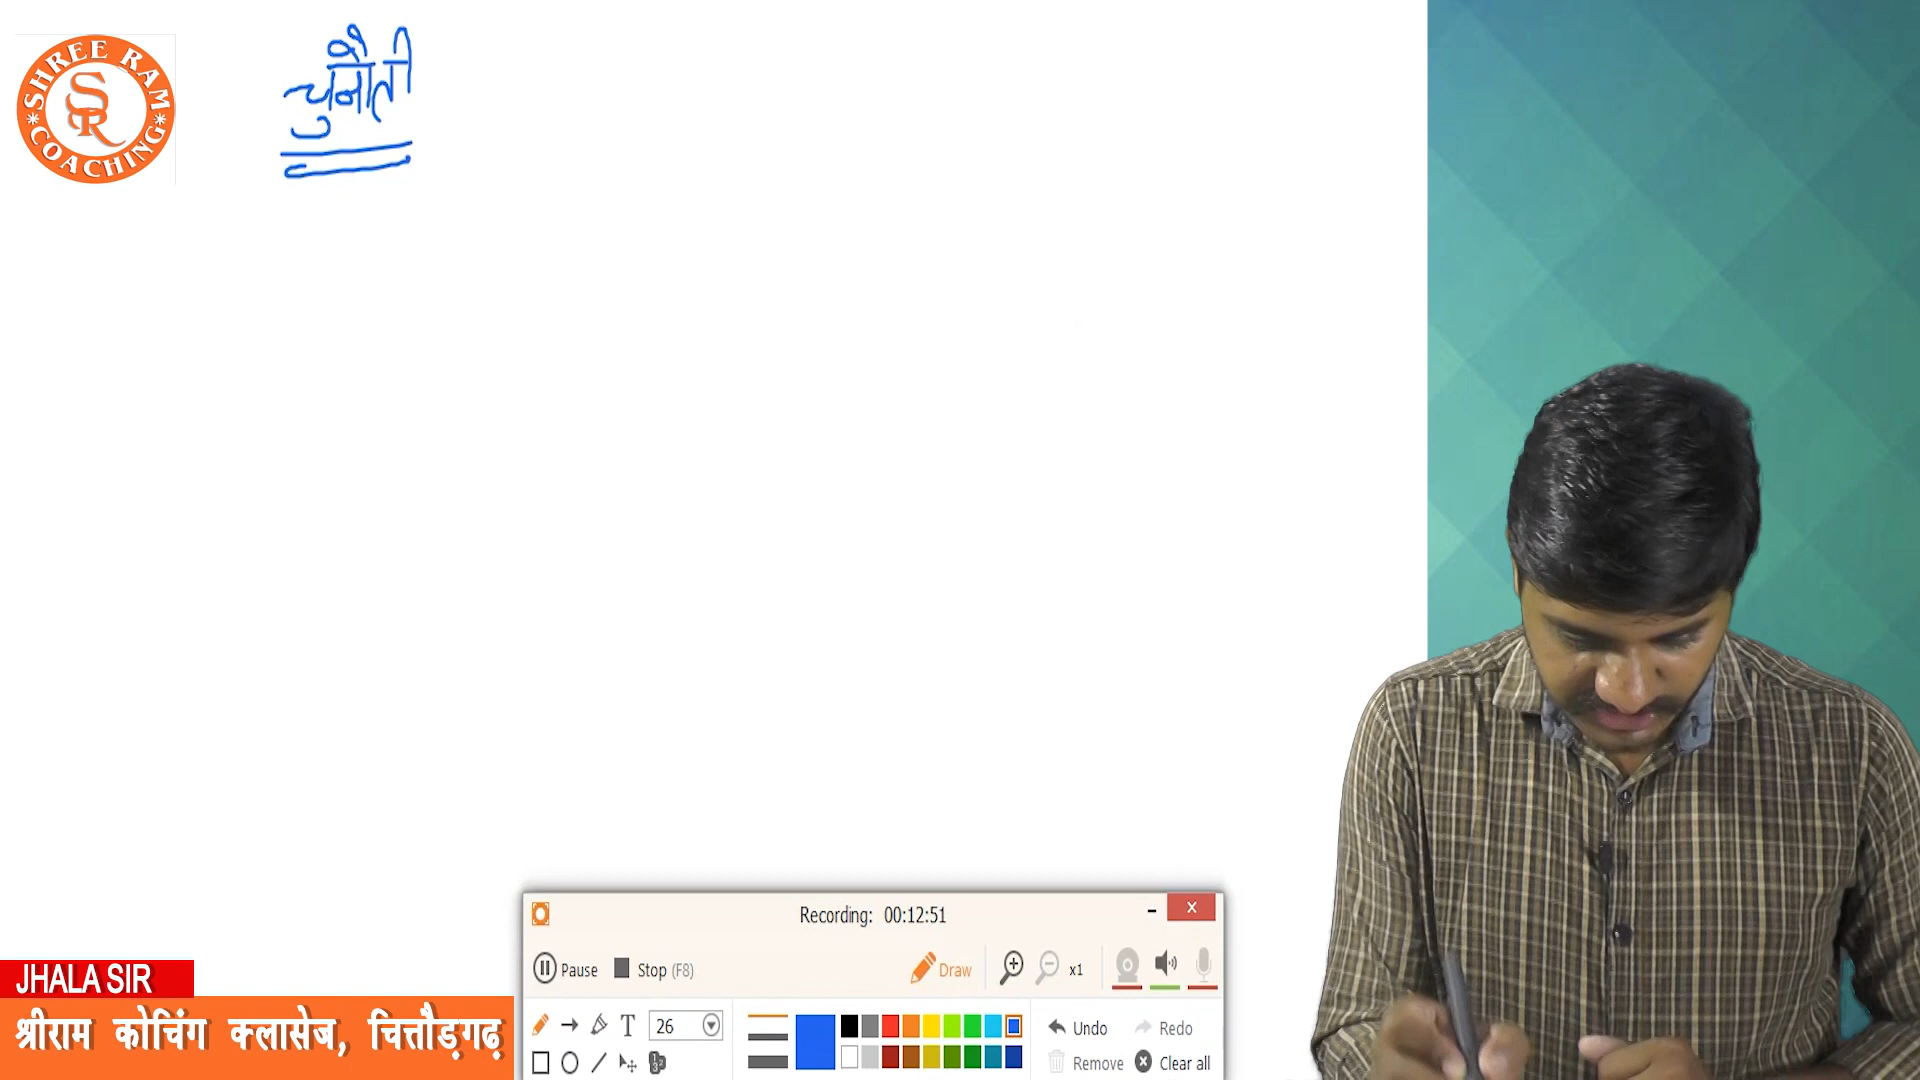 SHREE RAM
SR
COACHING
चुनौती
Recording: 00:12:51
Pause Stop (F8) Draw x1
T 26 Undo Redo
Remove Clear all
JHALA SIR
श्रीराम कोचिंग क्लासेज, चित्तौड़गढ़